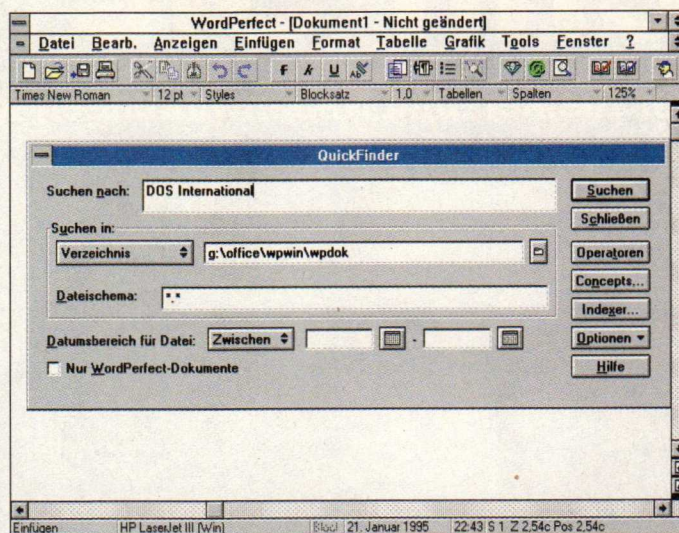 WordPerfect - [Dokument1 - Nicht geändert]
Datei Bearb. Anzeigen Einfügen Format Tabelle Grafik Tools Fenster ?
Times New Roman 12 pt Styles Blocksatz 1,0 Tabellen Spalten 125%
QuickFinder
Suchen nach: DOS International
Suchen
Schließen
Suchen in:
Verzeichnis g:\office\wpwin\wpdok
Operatoren
Concepts...
Dateischema: *.*
Indexer...
Datumsbereich für Datei: Zwischen -
Optionen
Nur WordPerfect-Dokumente
Hilfe
Einfügen HP LaserJet III (Win) 21. Januar 1995 22:43 S 1 Z 2,54c Pos 2,54c